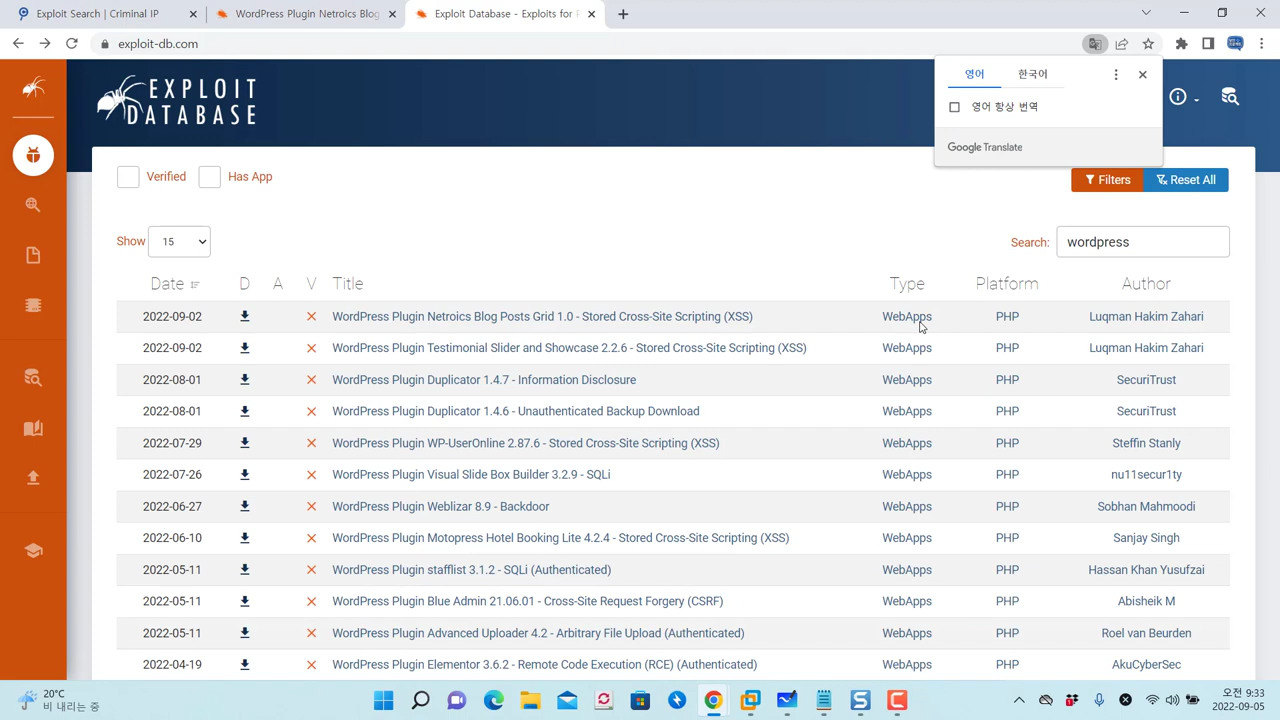 Exploit Search | Criminal IP
WordPress Plugin Netroics Blog
Exploit Database - Exploits for P
exploit-db.com
영어 한국어
영어 항상 번역
Google Translate
EXPLOIT
DATABASE
Verified Has App
Filters Reset All
Show 15 Search: wordpress
Date D A V Title Type Platform Author
2022-09-02 WordPress Plugin Netroics Blog Posts Grid 1.0 - Stored Cross-Site Scripting (XSS) WebApps PHP Luqman Hakim Zahari
2022-09-02 WordPress Plugin Testimonial Slider and Showcase 2.2.6 - Stored Cross-Site Scripting (XSS) WebApps PHP Luqman Hakim Zahari
2022-08-01 WordPress Plugin Duplicator 1.4.7 - Information Disclosure WebApps PHP SecuriTrust
2022-08-01 WordPress Plugin Duplicator 1.4.6 - Unauthenticated Backup Download WebApps PHP SecuriTrust
2022-07-29 WordPress Plugin WP-UserOnline 2.87.6 - Stored Cross-Site Scripting (XSS) WebApps PHP Steffin Stanly
2022-07-26 WordPress Plugin Visual Slide Box Builder 3.2.9 - SQLi WebApps PHP nu11secur1ty
2022-06-27 WordPress Plugin Weblizar 8.9 - Backdoor WebApps PHP Sobhan Mahmoodi
2022-06-10 WordPress Plugin Motopress Hotel Booking Lite 4.2.4 - Stored Cross-Site Scripting (XSS) WebApps PHP Sanjay Singh
2022-05-11 WordPress Plugin stafflist 3.1.2 - SQLi (Authenticated) WebApps PHP Hassan Khan Yusufzai
2022-05-11 WordPress Plugin Blue Admin 21.06.01 - Cross-Site Request Forgery (CSRF) WebApps PHP Abisheik M
2022-05-11 WordPress Plugin Advanced Uploader 4.2 - Arbitrary File Upload (Authenticated) WebApps PHP Roel van Beurden
2022-04-19 WordPress Plugin Elementor 3.6.2 - Remote Code Execution (RCE) (Authenticated) WebApps PHP AkuCyberSec
20°C
비 내리는 중
오전 9:33
2022-09-05